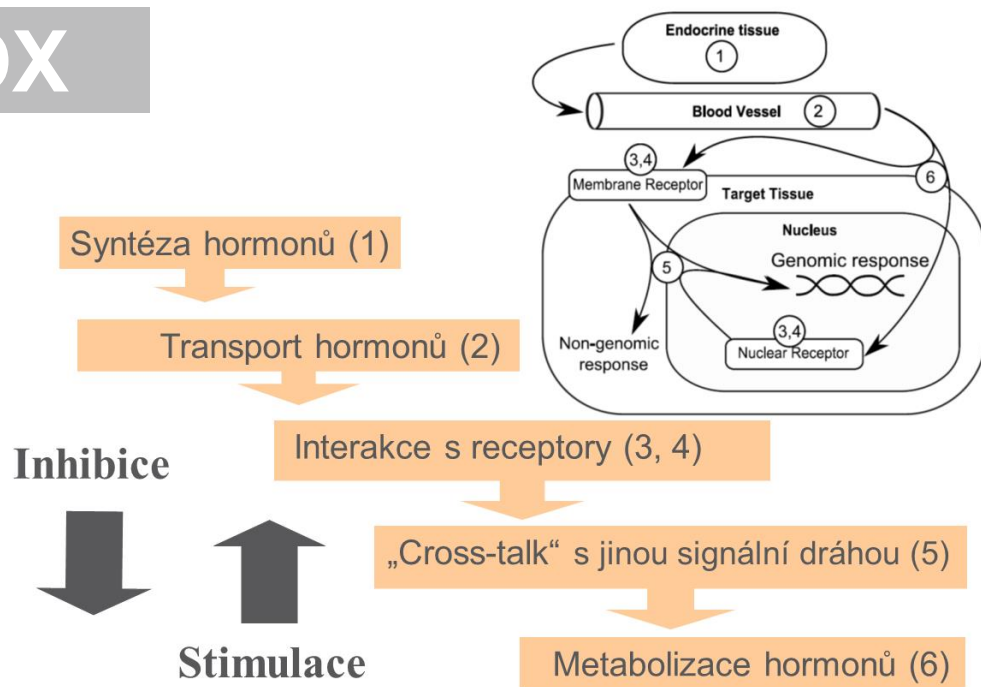 Endocrine tissue
1
Blood Vessel 2
3,4
Membrane Receptor
6
Target Tissue
Nucleus
5
Genomic response
3,4
Nuclear Receptor
Non-genomic
response
Syntéza hormonů (1)
Transport hormonů (2)
Interakce s receptory (3, 4)
„Cross-talk“ s jinou signální dráhou (5)
Metabolizace hormonů (6)
Inhibice
Stimulace